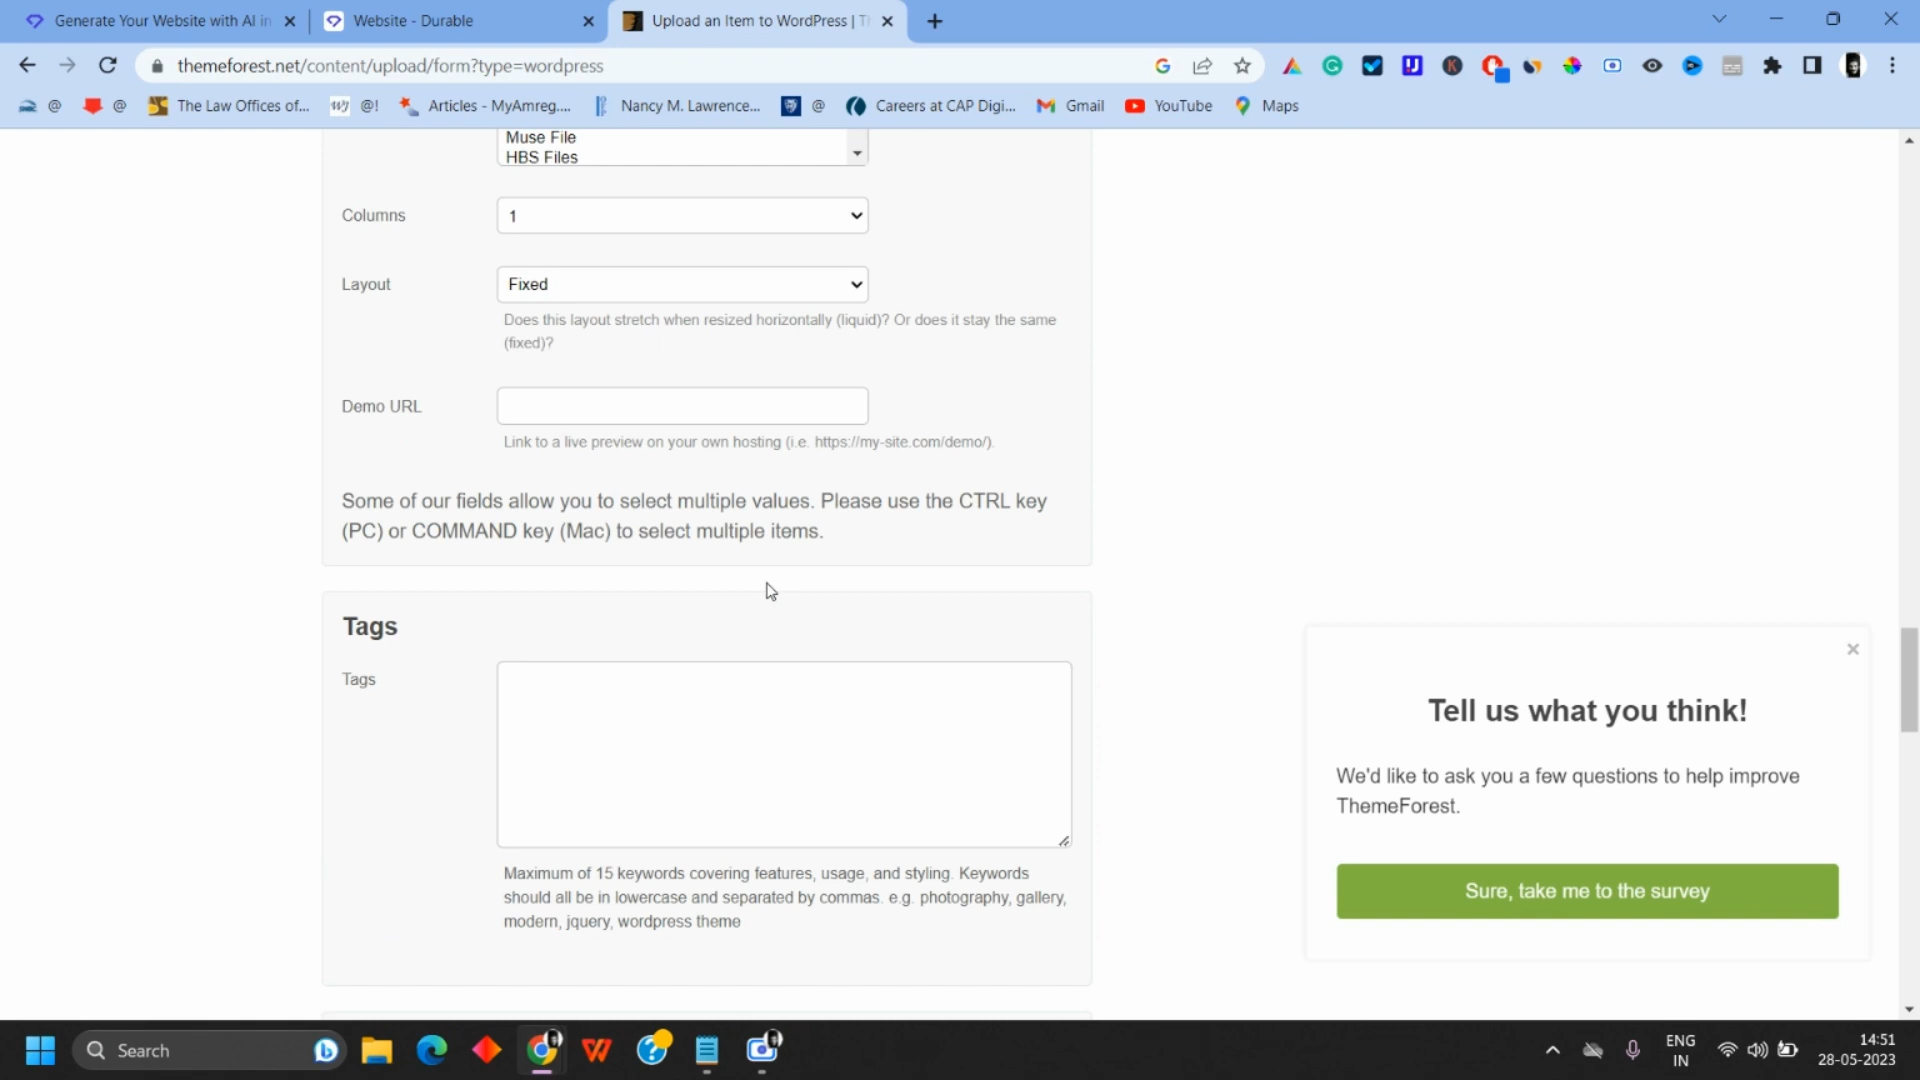 Generate Your Website with AI in
Website - Durable
Upload an Item to WordPress | Th
themeforest.net/content/upload/form?type=wordpress
@
@
The Law Offices of...
@!
Articles - MyAmreg....
Nancy M. Lawrence...
@
Careers at CAP Digi...
Gmail
YouTube
Maps
Muse File
HBS Files
Columns
1
Layout
Fixed
Does this layout stretch when resized horizontally (liquid)? Or does it stay the same
(fixed)?
Demo URL
Link to a live preview on your own hosting (i.e. https://my-site.com/demo/).
Some of our fields allow you to select multiple values. Please use the CTRL key
(PC) or COMMAND key (Mac) to select multiple items.
Tags
Tags
Maximum of 15 keywords covering features, usage, and styling. Keywords
should all be in lowercase and separated by commas. e.g. photography, gallery,
modern, jquery, wordpress theme
Tell us what you think!
We'd like to ask you a few questions to help improve
ThemeForest.
Sure, take me to the survey
Search
ENG
IN
14:51
28-05-2023